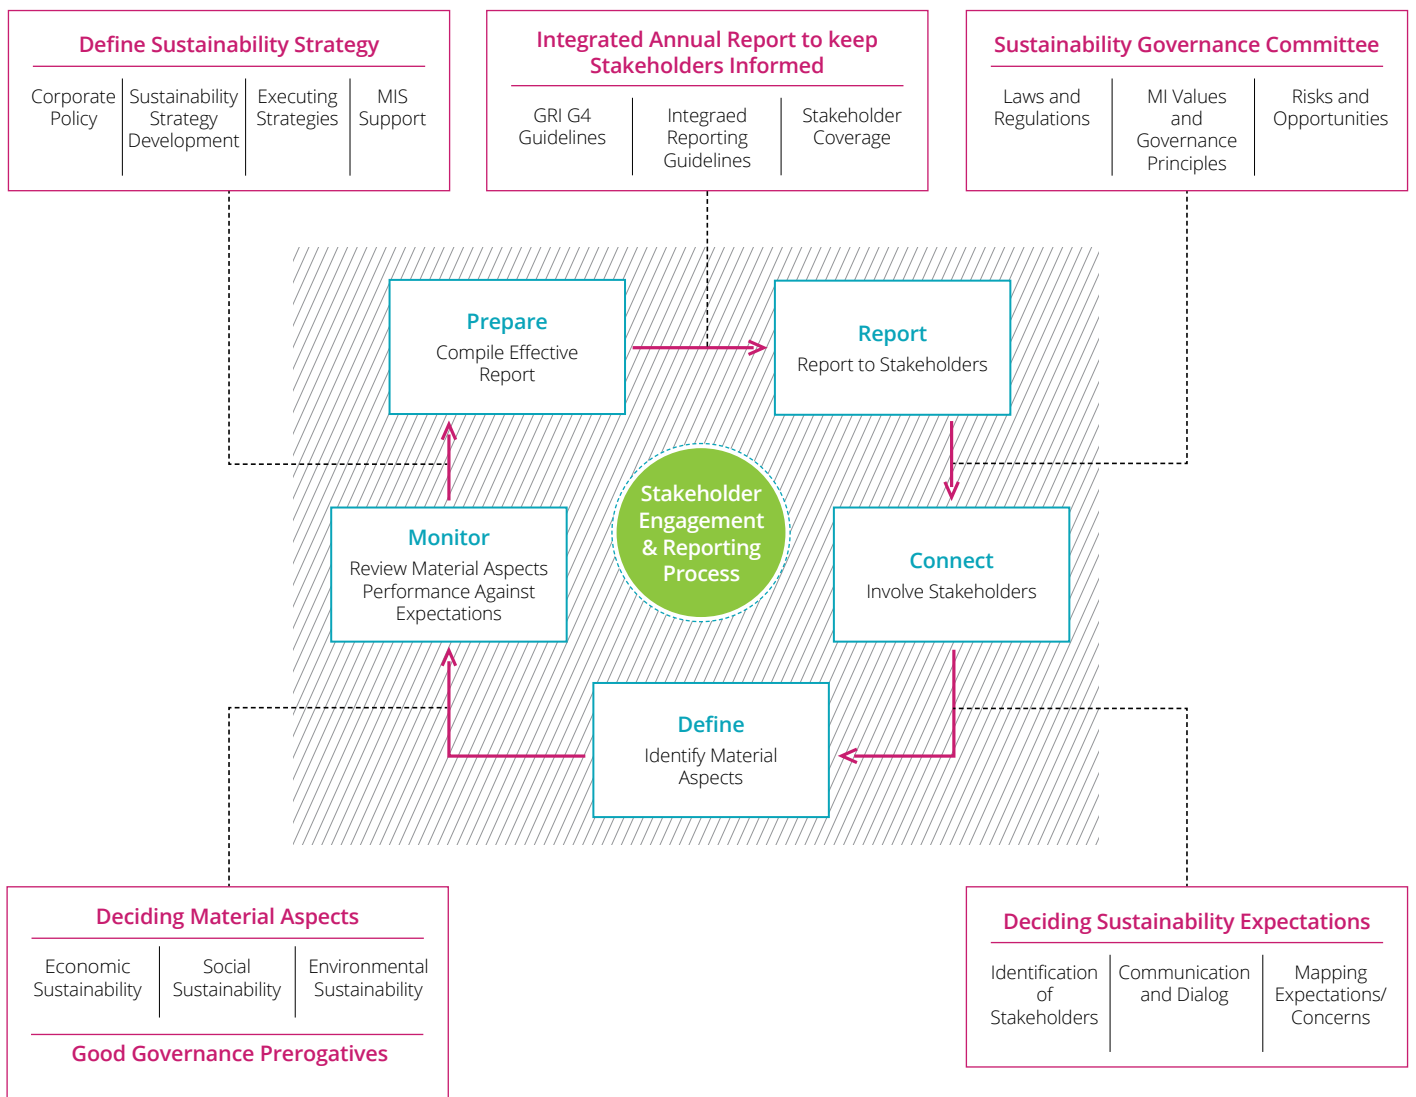 Define Sustainability Strategy
Corporate
Policy
Sustainability
Strategy
Development
Executing
Strategies
MIS
Support
Integrated Annual Report to keep
Stakeholders Informed
GRI G4
Guidelines
Integraed
Reporting
Guidelines
Stakeholder
Coverage
Sustainability Governance Committee
Laws and
Regulations
MI Values
and
Governance
Principles
Risks and
Opportunities
Prepare
Compile Effective
Report
Report
Report to Stakeholders
Stakeholder
Engagement
& Reporting
Process
Monitor
Review Material Aspects
Performance Against
Expectations
Connect
Involve Stakeholders
Define
Identify Material
Aspects
Deciding Material Aspects
Economic
Sustainability
Social
Sustainability
Environmental
Sustainability
Good Governance Prerogatives
Deciding Sustainability Expectations
Identification
of
Stakeholders
Communication
and Dialog
Mapping
Expectations/
Concerns